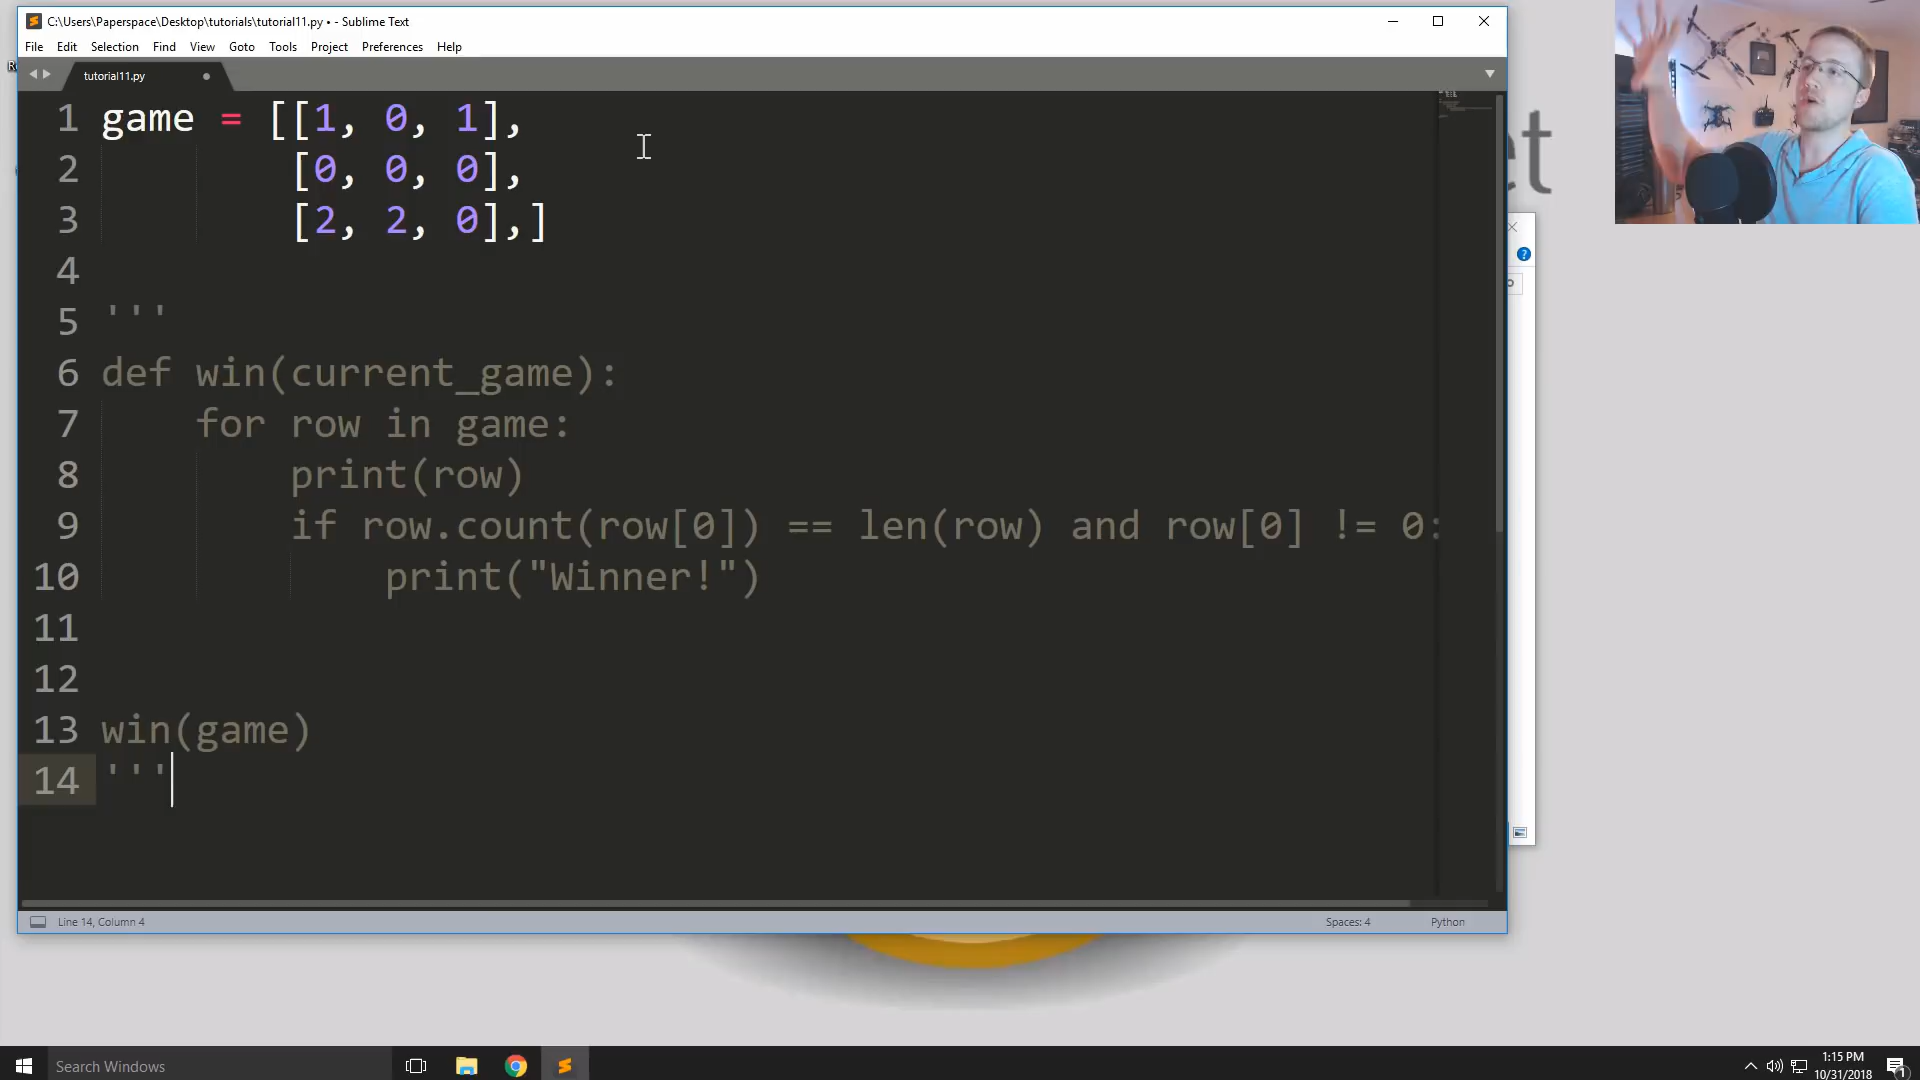 C:\Users\Paperspace\Desktop\tutorials\tutorial11.py • - Sublime Text
File Edit Selection Find View Goto Tools Project Preferences Help
tutorial11.py
1 game = [[1, 0, 1],
2 [0, 0, 0],
3 [2, 2, 0],]
4
5 '''
6 def win(current_game):
7 for row in game:
8 print(row)
9 if row.count(row[0]) == len(row) and row[0] != 0:
10 print("Winner!")
11
12
13 win(game)
14 '''
Line 14, Column 4 Spaces: 4 Python
Search Windows
1:15 PM
10/31/2018
1